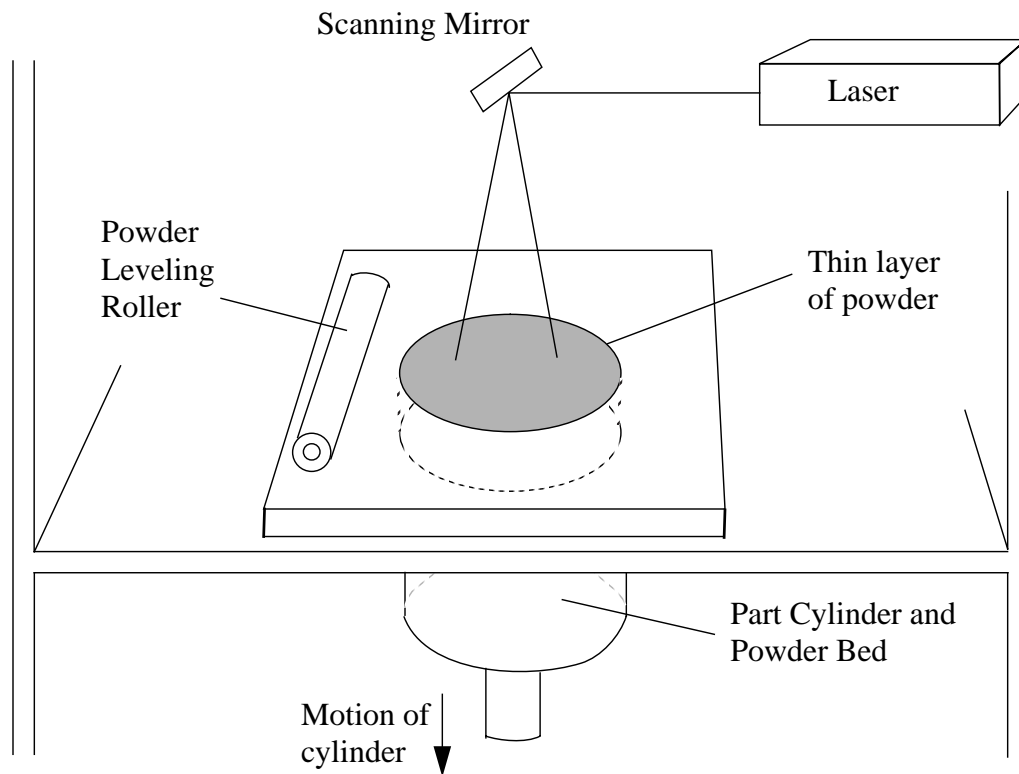 Scanning Mirror
Laser
Powder
Leveling
Roller
Thin layer
of powder
Part Cylinder and
Powder Bed
Motion of
cylinder